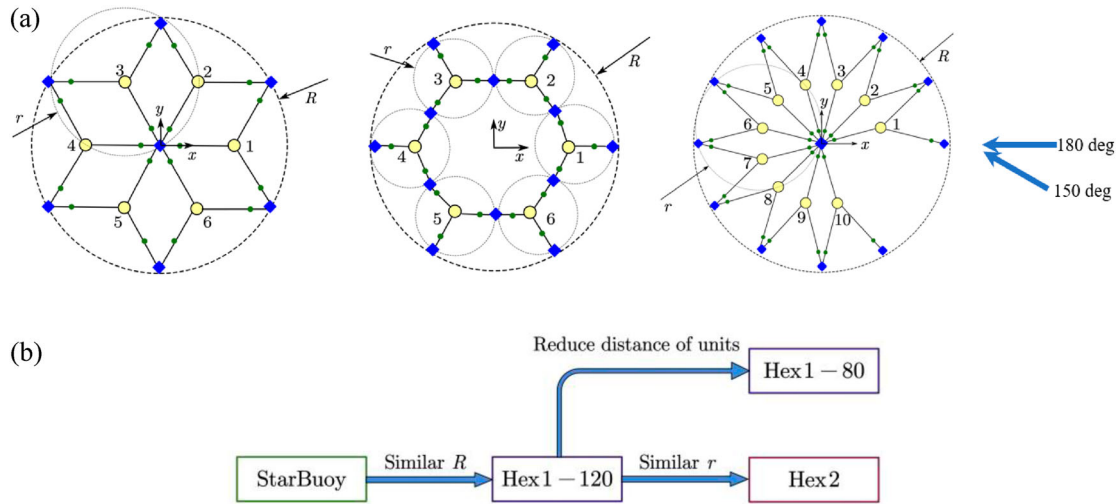 (a)
3
2
4
1
5
6
y
x
r
R
3
2
4
1
5
6
y
x
r
R
4
3
5
2
6
1
7
8
9
10
y
x
r
R
180 deg
150 deg
(b)
Reduce distance of units
Hex1 − 80
StarBuoy
Similar R
Hex1 − 120
Similar r
Hex2